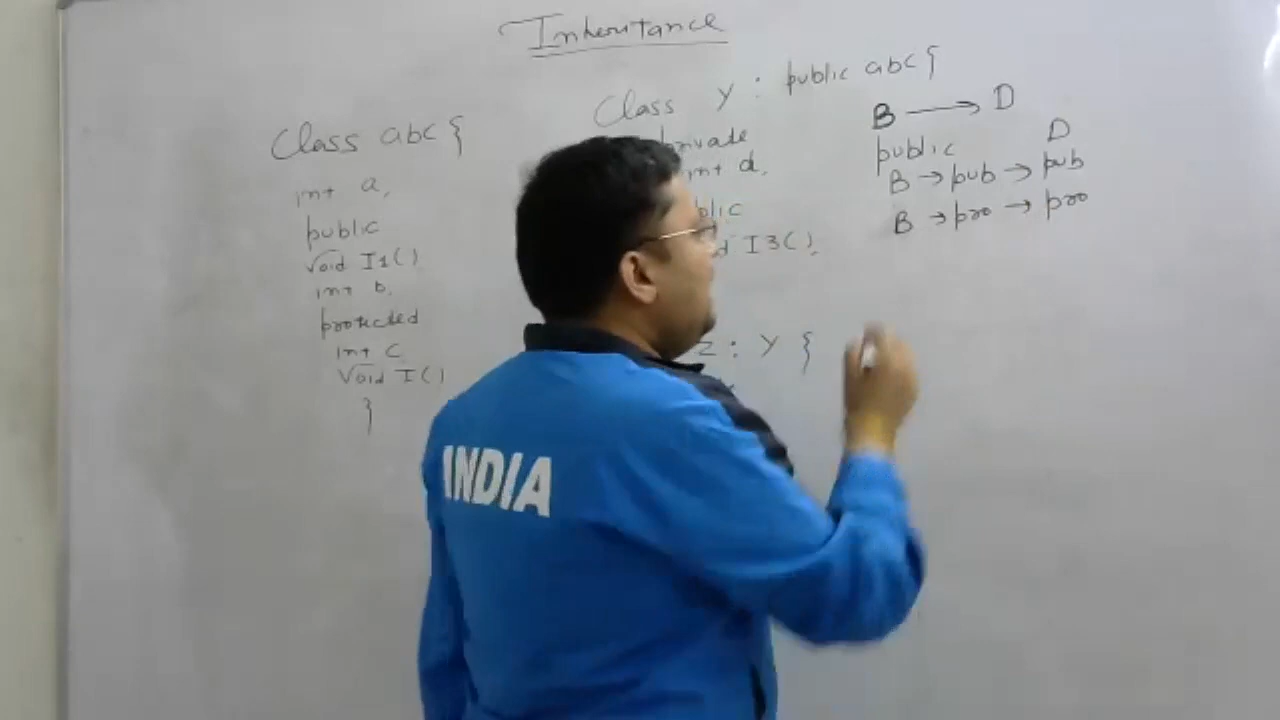 Inheritance
Class abc {
int a,
public
void I1()
int b,
protected
int c
void I()
}
Class Y : public abc {
private
int d,
I3(),
: Y {
B → D
public D
B → pub → pub
B → pro → pro
INDIA